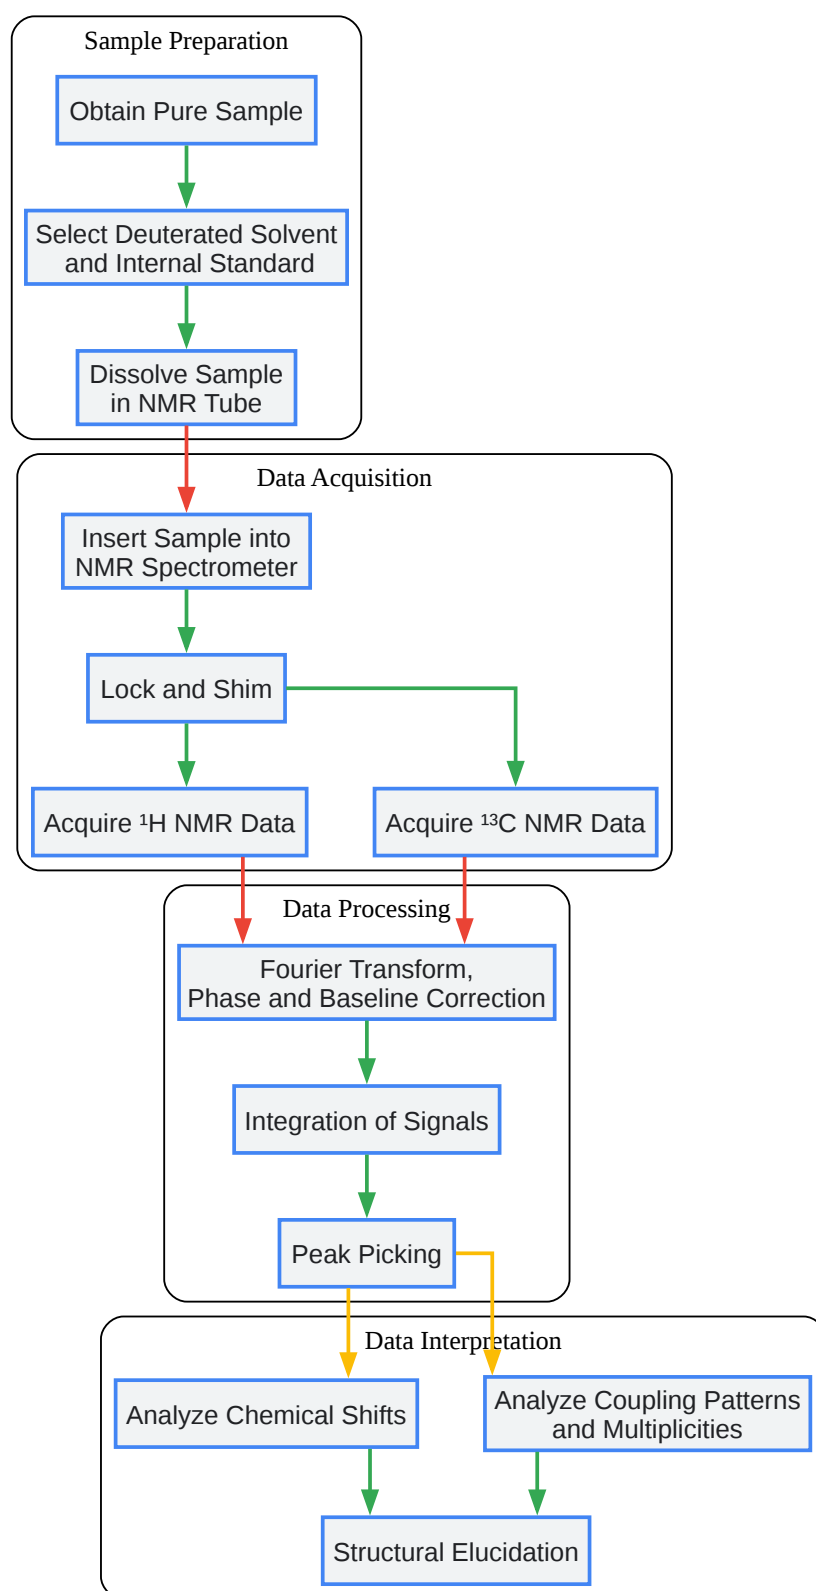 Sample Preparation
Obtain Pure Sample
Select Deuterated Solvent
and Internal Standard
Dissolve Sample
in NMR Tube
Data Acquisition
Insert Sample into
NMR Spectrometer
Lock and Shim
Acquire ¹H NMR Data
Acquire ¹³C NMR Data
Data Processing
Fourier Transform,
Phase and Baseline Correction
Integration of Signals
Peak Picking
Data Interpretation
Analyze Chemical Shifts
Analyze Coupling Patterns
and Multiplicities
Structural Elucidation